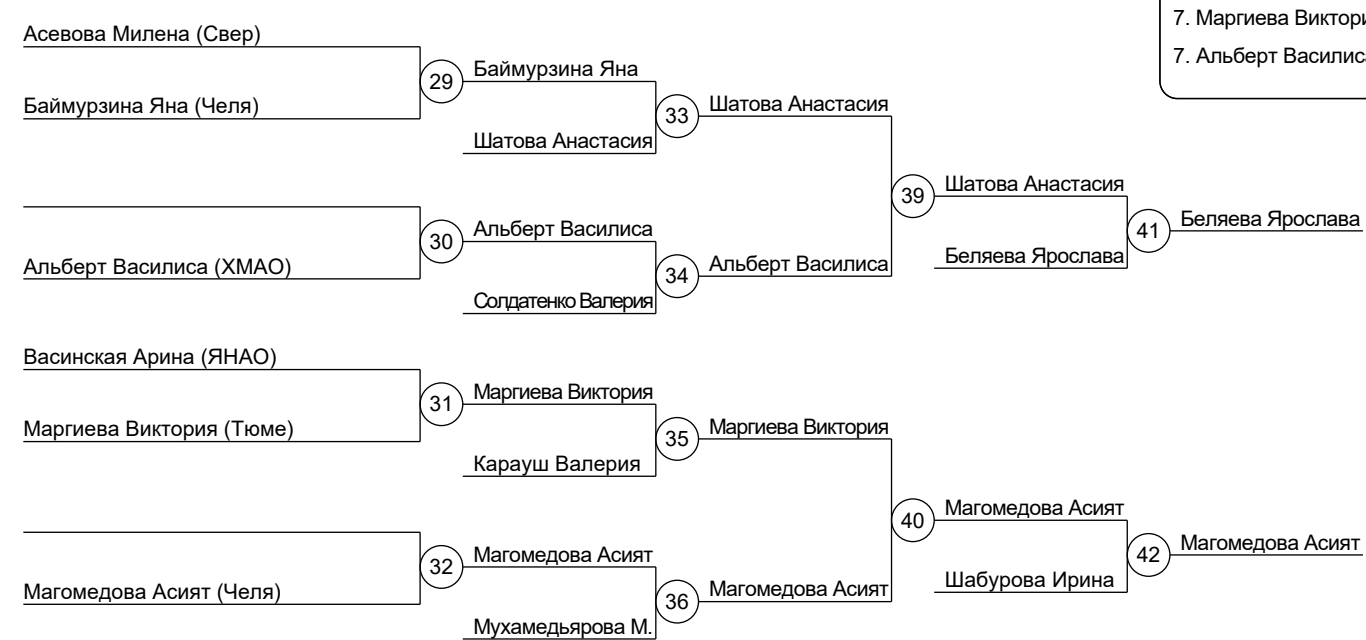 7. Маргиева Виктори
7. Альберт Василиса
Асевова Милена (Свер)
29
Баймурзина Яна
Баймурзина Яна (Челя)
33
Шатова Анастасия
Шатова Анастасия
39
Шатова Анастасия
41
Беляева Ярослава
Беляева Ярослава
30
Альберт Василиса
Альберт Василиса (ХМАО)
34
Альберт Василиса
Солдатенко Валерия
Васинская Арина (ЯНАО)
31
Маргиева Виктория
Маргиева Виктория (Тюме)
35
Маргиева Виктория
Карауш Валерия
40
Магомедова Асият
42
Магомедова Асият
Шабурова Ирина
32
Магомедова Асият
Магомедова Асият (Челя)
36
Магомедова Асият
Мухамедьярова М.